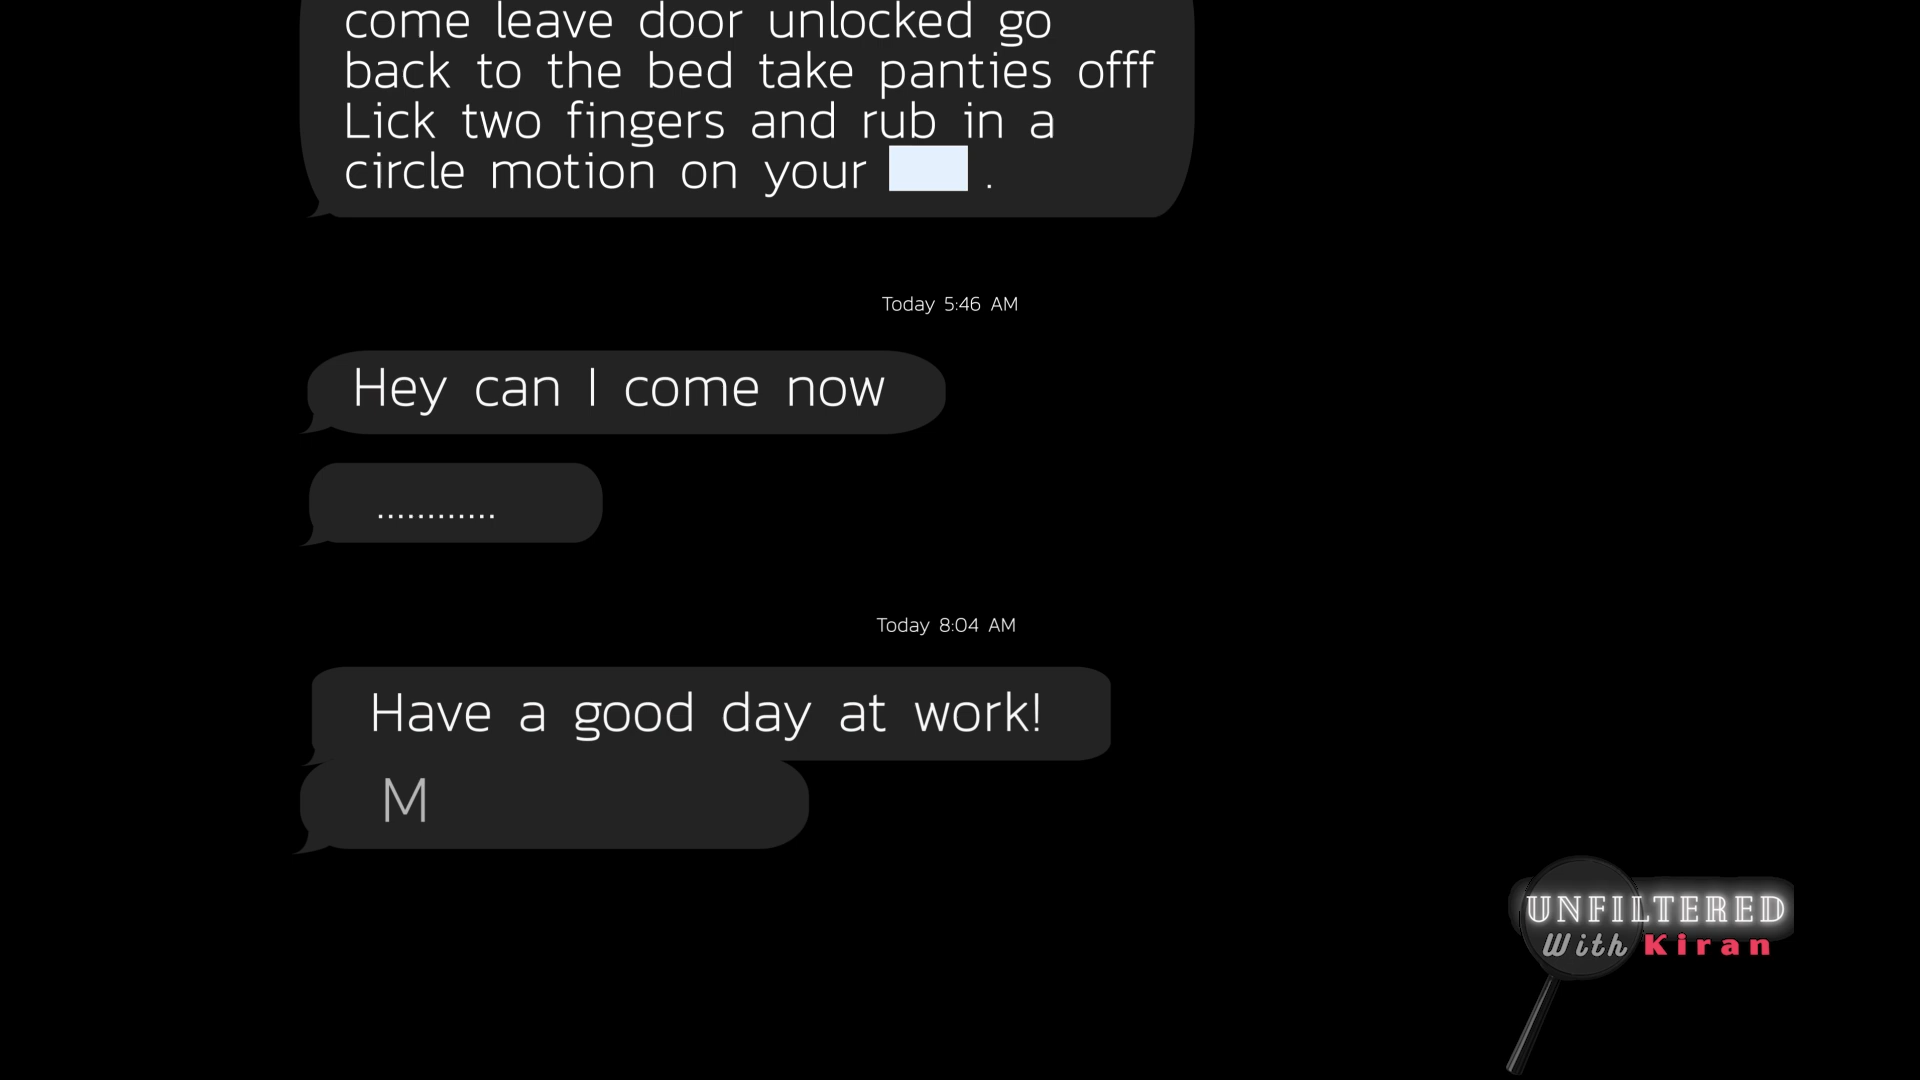 come leave door unlocked go
back to the bed take panties offf
Lick two fingers and rub in a
circle motion on your .
Today 5:46 AM
Hey can I come now
............
Today 8:04 AM
Have a good day at work!
M
UNFILTERED
With Kiran